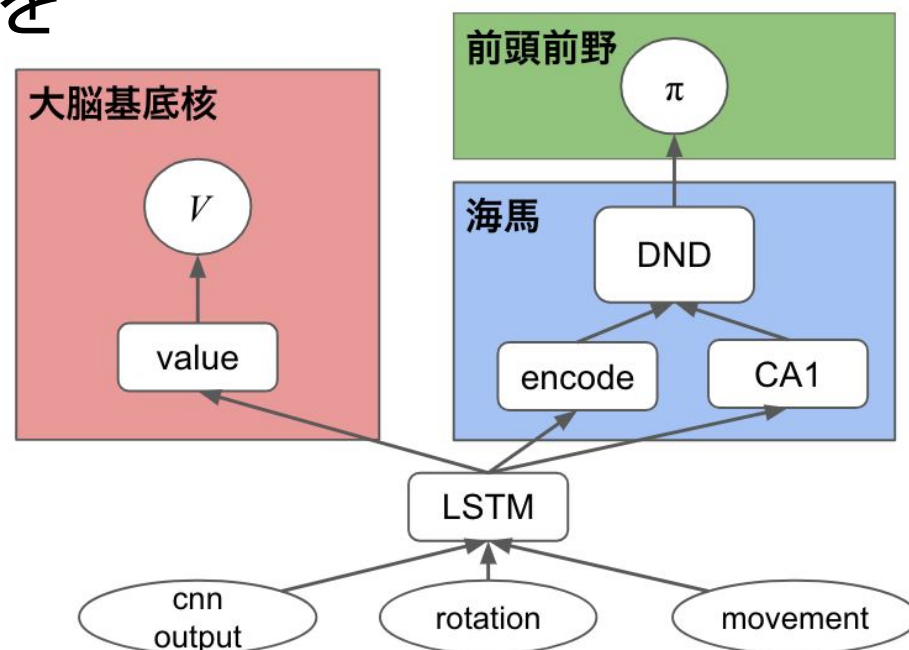 を
前頭前野
π
大脳基底核
V
海馬
DND
value
encode
CA1
LSTM
cnn
output
rotation
movement